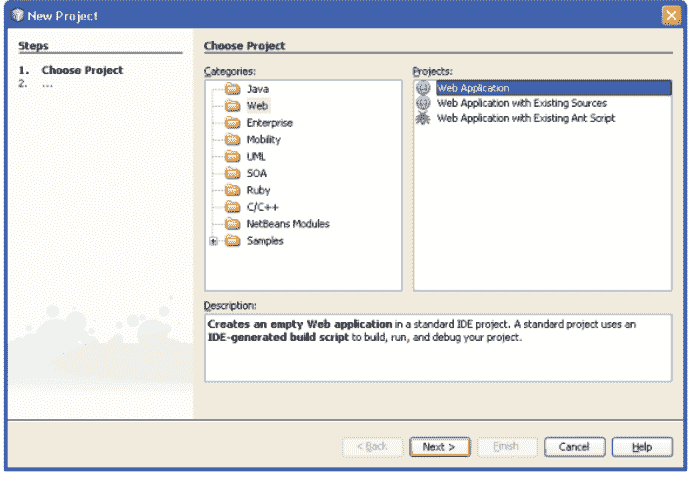 New Project
Steps
1. Choose Project
2. ...
Choose Project
Categories:
Java
Web
Enterprise
Mobility
UML
SOA
Ruby
C/C++
NetBeans Modules
Samples
Projects:
Web Application
Web Application with Existing Sources
Web Application with Existing Ant Script
Description:
Creates an empty Web application in a standard IDE project. A standard project uses an
IDE-generated build script to build, run, and debug your project.
< Back
Next >
Finish
Cancel
Help